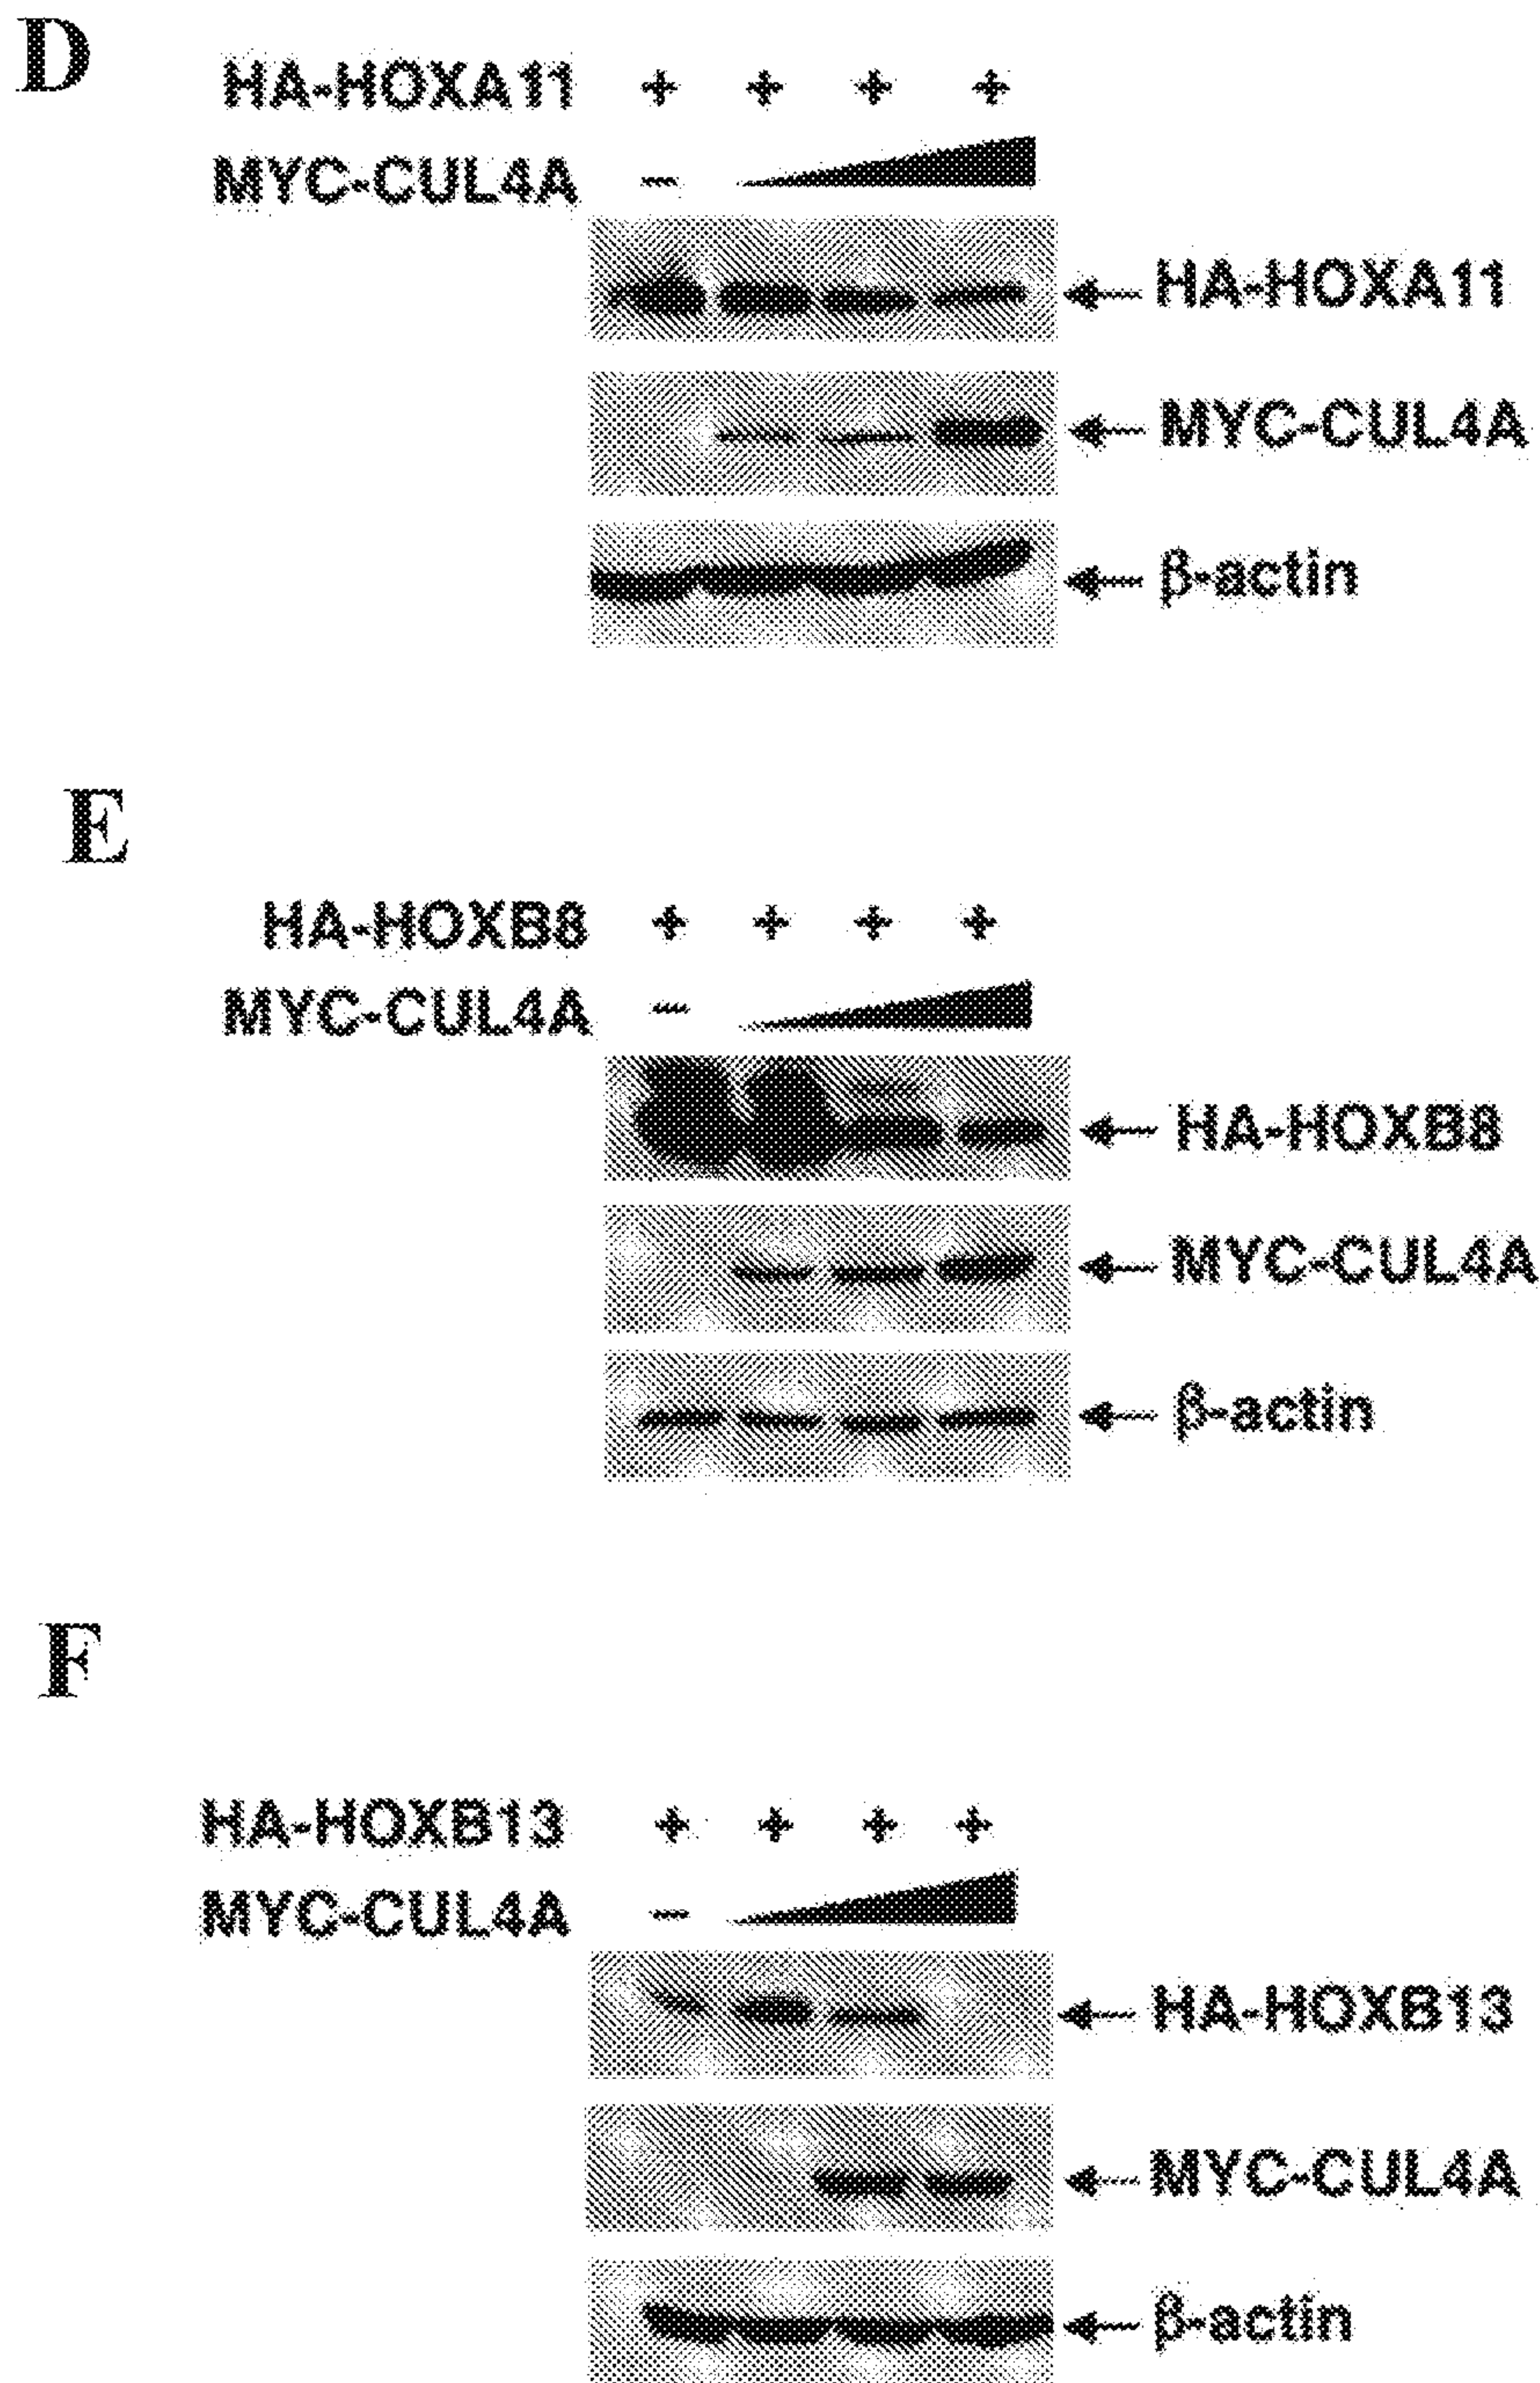 D
HA-HOXA11 + + + +
MYC-CUL4A –
HA-HOXA11
MYC-CUL4A
β-actin
E
HA-HOXB8 + + + +
MYC-CUL4A –
HA-HOXB8
MYC-CUL4A
β-actin
F
HA-HOXB13 + + + +
MYC-CUL4A –
HA-HOXB13
MYC-CUL4A
β-actin